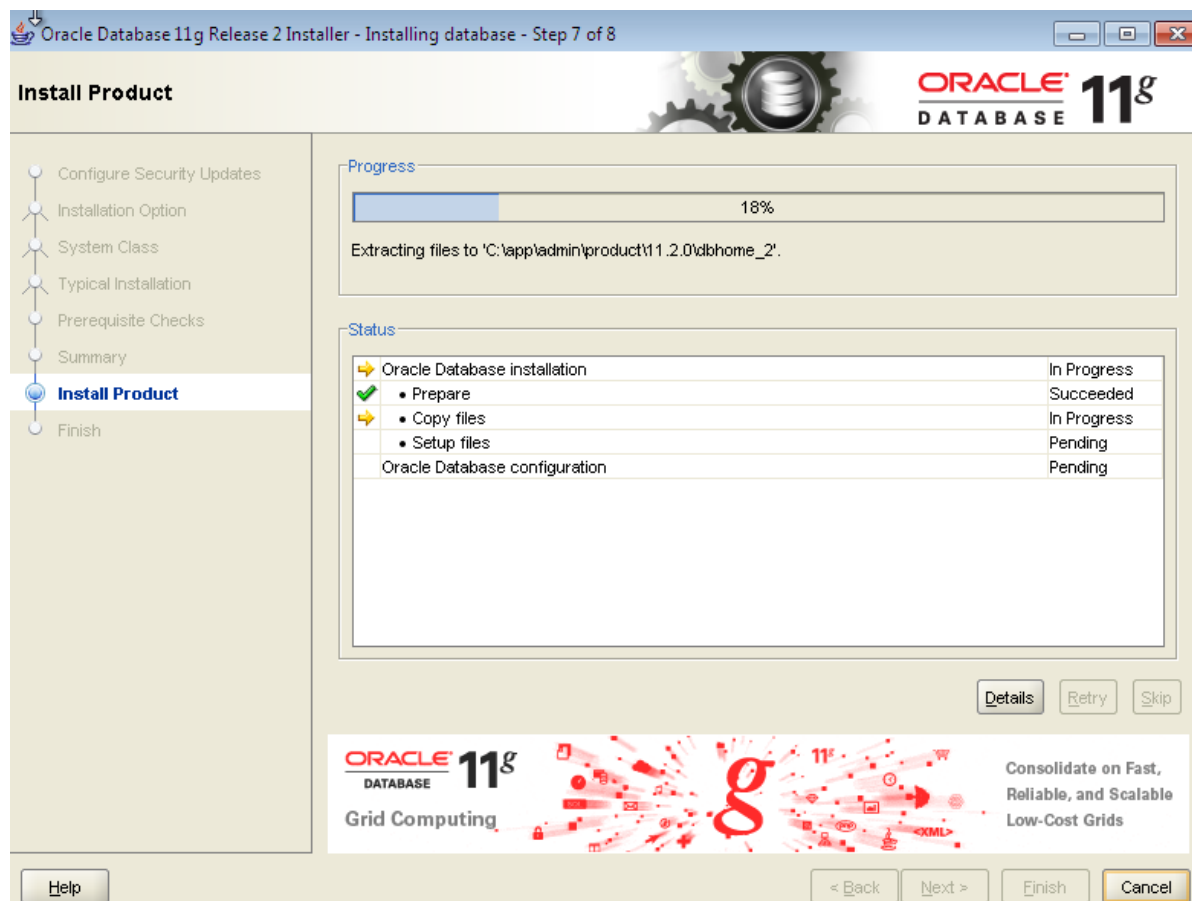 Oracle Database 11g Release 2 Installer - Installing database - Step 7 of 8
Install Product
ORACLE DATABASE 11g
Configure Security Updates
Installation Option
System Class
Typical Installation
Prerequisite Checks
Summary
Install Product
Finish
Progress
18%
Extracting files to 'C:\app\admin\product\11.2.0\dbhome_2'.
Status
Oracle Database installation In Progress
• Prepare Succeeded
• Copy files In Progress
• Setup files Pending
Oracle Database configuration Pending
Details Retry Skip
ORACLE DATABASE 11g
Grid Computing
g
11g
SQL
php
<XML>
Consolidate on Fast,
Reliable, and Scalable
Low-Cost Grids
Help < Back Next > Finish Cancel